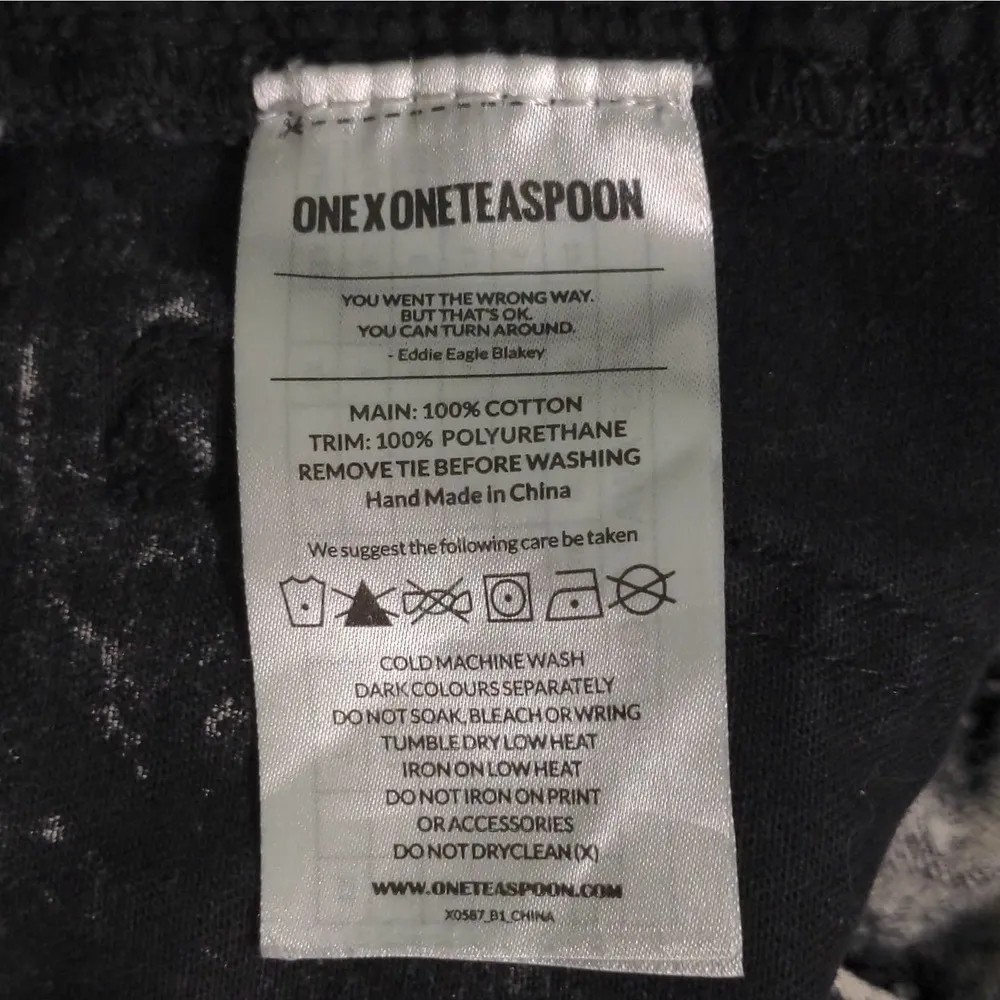 ONEXONETEASPOON
YOU WENT THE WRONG WAY.
BUT THAT'S OK.
YOU CAN TURN AROUND.
- Eddie Eagle Blakey
MAIN: 100% COTTON
TRIM: 100% POLYURETHANE
REMOVE TIE BEFORE WASHING
Hand Made in China
We suggest the following care be taken
COLD MACHINE WASH
DARK COLOURS SEPARATELY
DO NOT SOAK, BLEACH OR WRING
TUMBLE DRY LOW HEAT
IRON ON LOW HEAT
DO NOT IRON ON PRINT
OR ACCESSORIES
DO NOT DRYCLEAN (X)
WWW.ONETEASPOON.COM
X0587_B1_CHINA